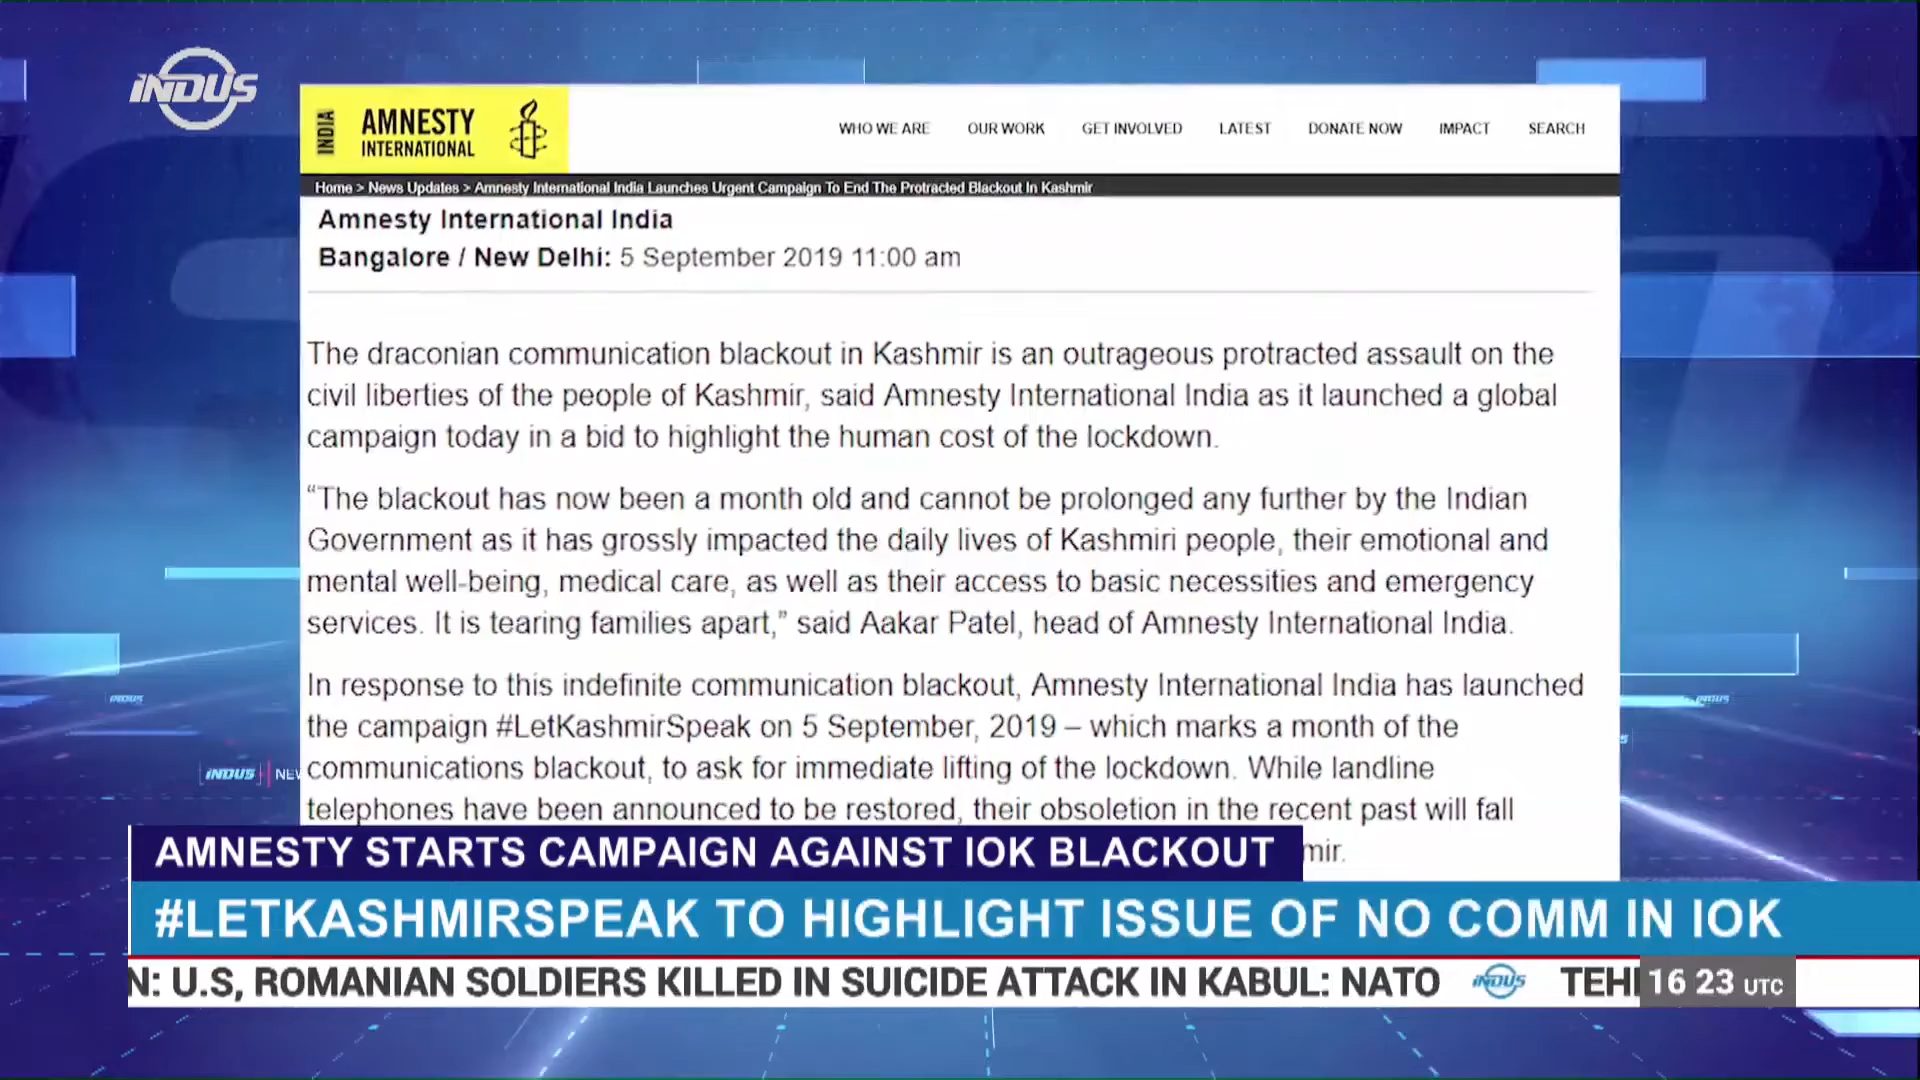 iNDUS
INDIA
AMNESTY
INTERNATIONAL
WHO WE ARE OUR WORK GET INVOLVED LATEST DONATE NOW IMPACT SEARCH
Home > News Updates > Amnesty International India Launches Urgent Campaign To End The Protracted Blackout In Kashmir
Amnesty International India
Bangalore / New Delhi: 5 September 2019 11:00 am
The draconian communication blackout in Kashmir is an outrageous protracted assault on the
civil liberties of the people of Kashmir, said Amnesty International India as it launched a global
campaign today in a bid to highlight the human cost of the lockdown.
“The blackout has now been a month old and cannot be prolonged any further by the Indian
Government as it has grossly impacted the daily lives of Kashmiri people, their emotional and
mental well-being, medical care, as well as their access to basic necessities and emergency
services. It is tearing families apart,” said Aakar Patel, head of Amnesty International India.
In response to this indefinite communication blackout, Amnesty International India has launched
the campaign #LetKashmirSpeak on 5 September, 2019 – which marks a month of the
communications blackout, to ask for immediate lifting of the lockdown. While landline
telephones have been announced to be restored, their obsoletion in the recent past will fall
mir.
iNDUS
iNDUS
iNDUS NEW
AMNESTY STARTS CAMPAIGN AGAINST IOK BLACKOUT
#LETKASHMIRSPEAK TO HIGHLIGHT ISSUE OF NO COMM IN IOK
N: U.S, ROMANIAN SOLDIERS KILLED IN SUICIDE ATTACK IN KABUL: NATO iNDUS TEH
16 23 UTC